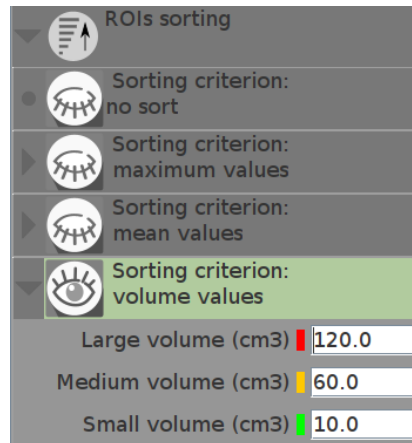 ROIs sorting
Sorting criterion:
no sort
Sorting criterion:
maximum values
Sorting criterion:
mean values
Sorting criterion:
volume values
Large volume (cm3) 120.0
Medium volume (cm3) 60.0
Small volume (cm3) 10.0